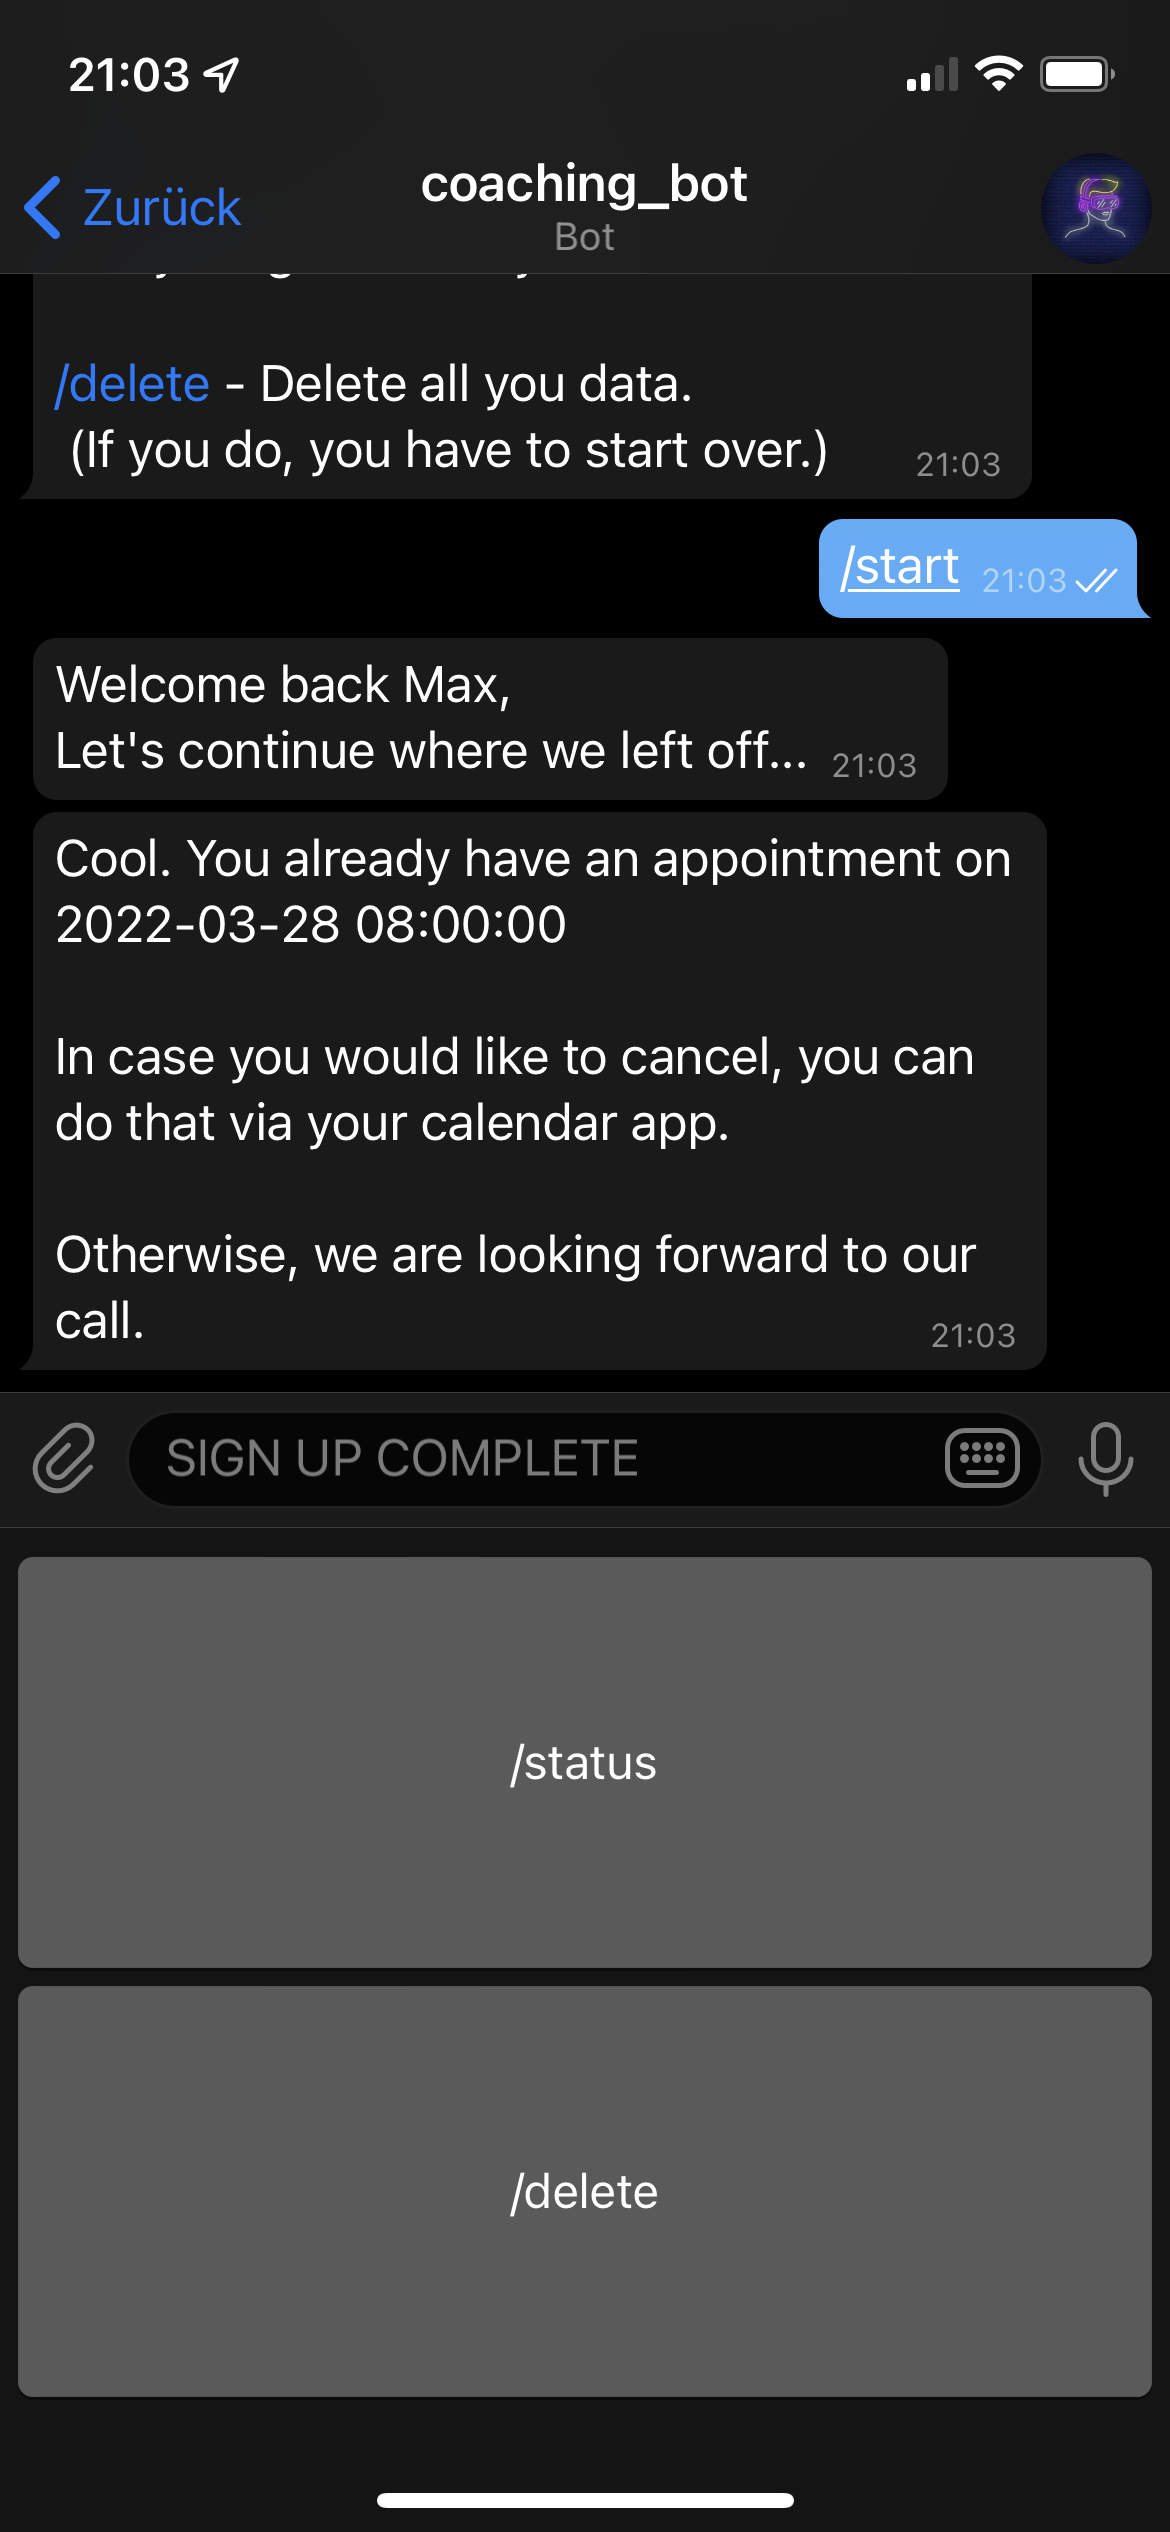 21:03
Zurück
coaching_bot
Bot
/delete - Delete all you data.
(If you do, you have to start over.)
21:03
/start 21:03
Welcome back Max,
Let's continue where we left off... 21:03
Cool. You already have an appointment on
2022-03-28 08:00:00
In case you would like to cancel, you can
do that via your calendar app.
Otherwise, we are looking forward to our
call.
21:03
SIGN UP COMPLETE
/status
/delete